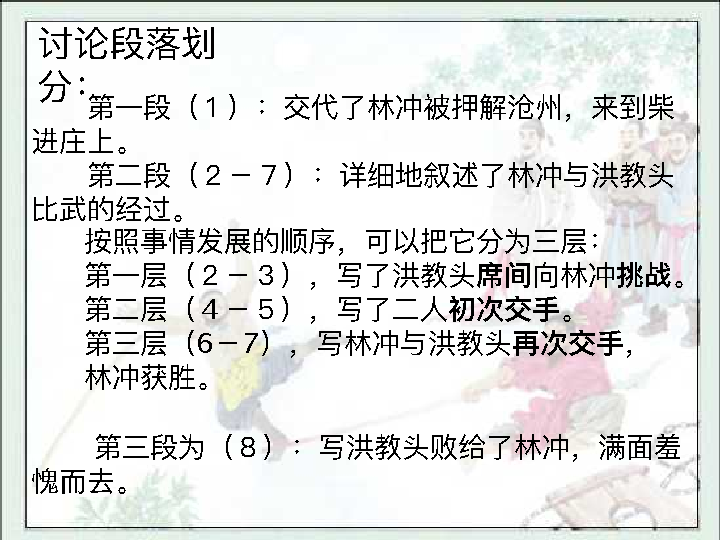 讨论段落划
分：
第一段（1）：交代了林冲被押解沧州，来到柴
进庄上。
第二段（2－7）：详细地叙述了林冲与洪教头
比武的经过。
按照事情发展的顺序，可以把它分为三层：
第一层（2－3），写了洪教头席间向林冲挑战。
第二层（4－5），写了二人初次交手。
第三层（6－7），写林冲与洪教头再次交手，
林冲获胜。
第三段为（8）：写洪教头败给了林冲，满面羞
愧而去。